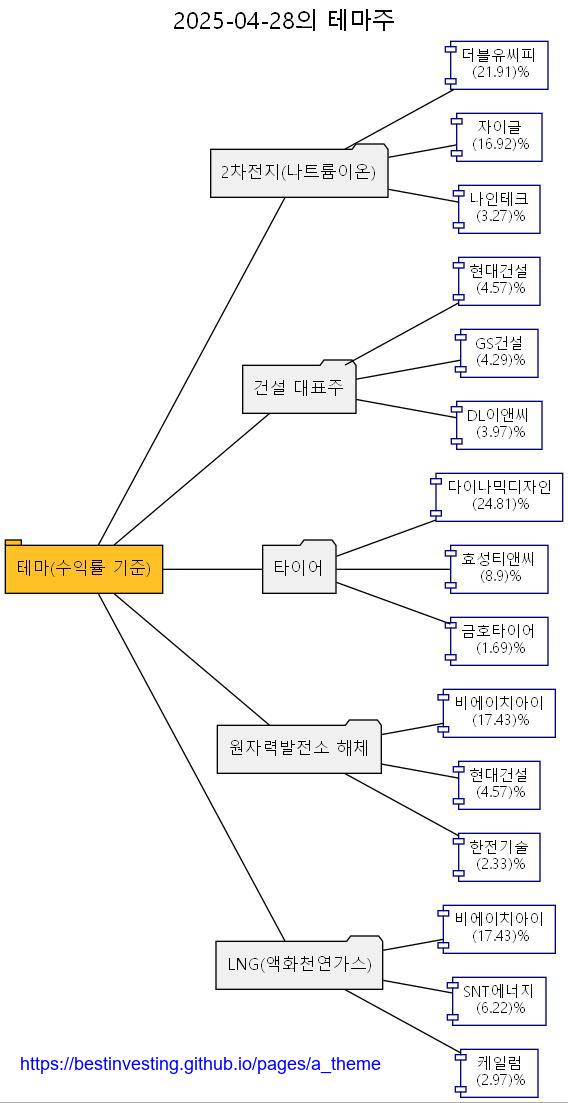 2025-04-28의 테마주
더블유씨피
(21.91)%
자이글
(16.92)%
2차전지(나트륨이온)
나인테크
(3.27)%
현대건설
(4.57)%
GS건설
(4.29)%
건설 대표주
DL이앤씨
(3.97)%
다이나믹디자인
(24.81)%
테마(수익률 기준)
타이어
효성티앤씨
(8.9)%
금호타이어
(1.69)%
비에이치아이
(17.43)%
원자력발전소 해체
현대건설
(4.57)%
한전기술
(2.33)%
비에이치아이
(17.43)%
LNG(액화천연가스)
SNT에너지
(6.22)%
케일럼
(2.97)%
https://bestinvesting.github.io/pages/a_theme